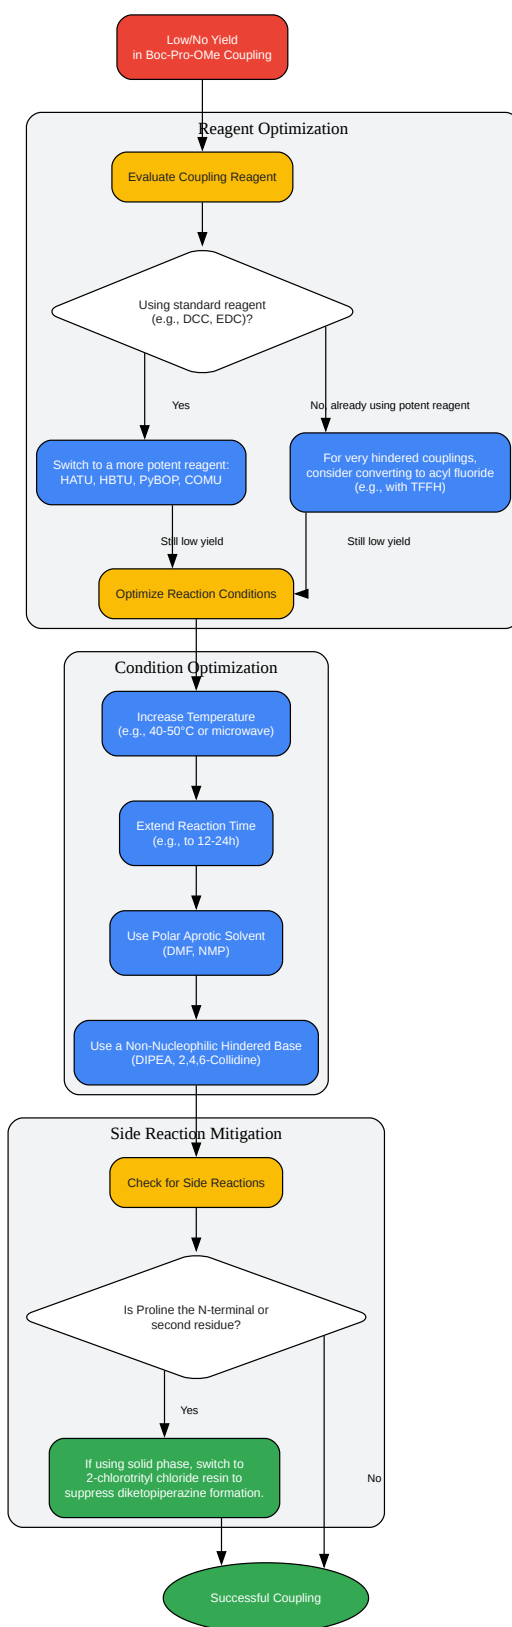 Low/No Yield
in Boc-Pro-OMe Coupling
Reagent Optimization
Evaluate Coupling Reagent
Using standard reagent
(e.g., DCC, EDC)?
Yes
No, already using potent reagent
Switch to a more potent reagent:
HATU, HBTU, PyBOP, COMU
For very hindered couplings,
consider converting to acyl fluoride
(e.g., with TFFH)
Still low yield
Still low yield
Optimize Reaction Conditions
Condition Optimization
Increase Temperature
(e.g., 40-50°C or microwave)
Extend Reaction Time
(e.g., to 12-24h)
Use Polar Aprotic Solvent
(DMF, NMP)
Use a Non-Nucleophilic Hindered Base
(DIPEA, 2,4,6-Collidine)
Side Reaction Mitigation
Check for Side Reactions
Is Proline the N-terminal or
second residue?
Yes
If using solid phase, switch to
2-chlorotrityl chloride resin to
suppress diketopiperazine formation.
No
Successful Coupling